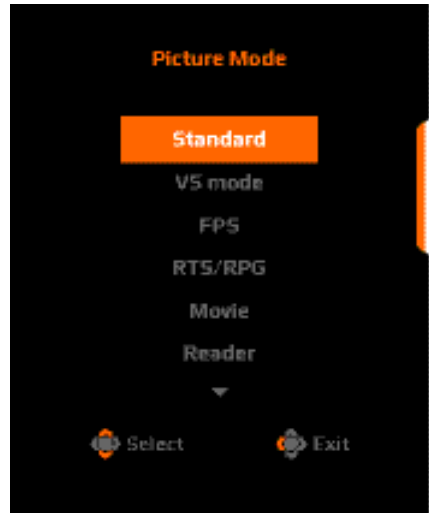 Picture Mode
Standard
VS mode
FPS
RTS/RPG
Movie
Reader
Select Exit